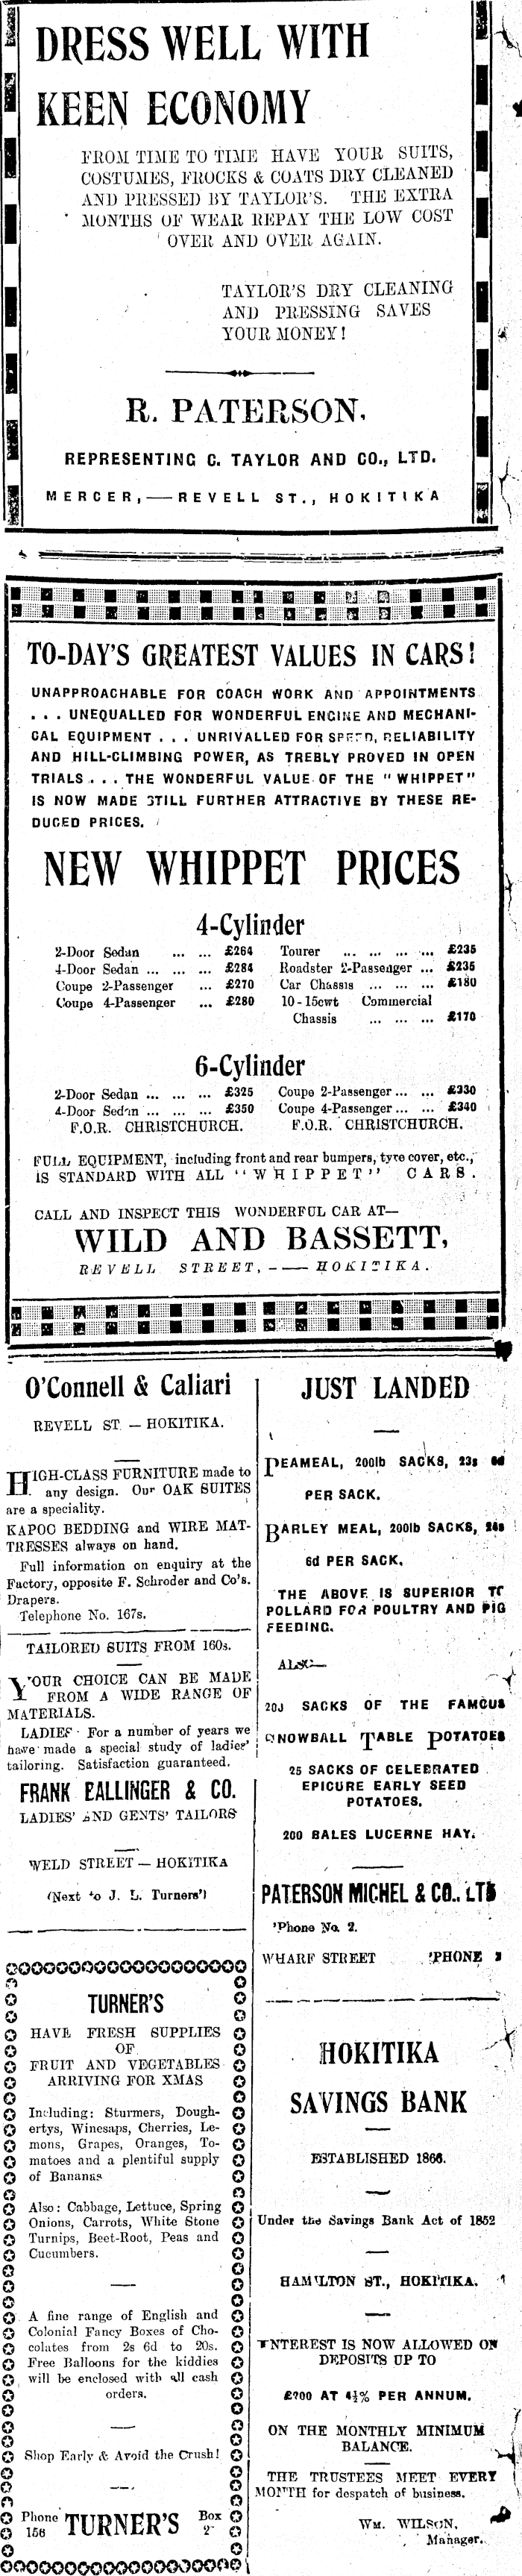 DRESS WELL WITH
KEEN ECONOMY
FROM TIME TO TIME HAVE YOUR SUITS,
COSTUMES, FROCKS & COATS DRY CLEANED
AND PRESSED BY TAYLOR'S. THE EXTRA
MONTHS OF WEAR REPAY THE LOW COST
OVER AND OVER AGAIN.
TAYLOR'S DRY CLEANING
AND PRESSING SAVES
YOUR MONEY!
R. PATERSON,
REPRESENTING C. TAYLOR AND CO., LTD.
MERCER,—REVELL ST., HOKITIKA
TO-DAY'S GREATEST VALUES IN CARS!
UNAPPROACHABLE FOR COACH WORK AND APPOINTMENTS
. . . UNEQUALLED FOR WONDERFUL ENGINE AND MECHANI-
CAL EQUIPMENT . . . UNRIVALLED FOR SPEED, RELIABILITY
AND HILL-CLIMBING POWER, AS TREBLY PROVED IN OPEN
TRIALS . . . THE WONDERFUL VALUE OF THE "WHIPPET"
IS NOW MADE STILL FURTHER ATTRACTIVE BY THESE RE-
DUCED PRICES.
NEW WHIPPET PRICES
4-Cylinder
2-Door Sedan ... ... £264
4-Door Sedan ... ... ... £284
Coupe 2-Passenger ... £270
Coupe 4-Passenger ... £280
Tourer ... ... ... ... £235
Roadster 2-Passenger ... £235
Car Chassis ... ... ... £180
10-15cwt Commercial
Chassis ... ... ... £170
6-Cylinder
2-Door Sedan ... ... ... £325
4-Door Sedan ... ... ... £350
F.O.R. CHRISTCHURCH.
Coupe 2-Passenger ... ... £330
Coupe 4-Passenger ... ... £340
F.O.R. CHRISTCHURCH.
FULL EQUIPMENT, including front and rear bumpers, tyre cover, etc.,
IS STANDARD WITH ALL "WHIPPET" CARS.
CALL AND INSPECT THIS WONDERFUL CAR AT—
WILD AND BASSETT,
REVELL STREET, -—— HOKITIKA.
O'Connell & Caliari
REVELL ST. — HOKITIKA.
HIGH-CLASS FURNITURE made to
any design. Our OAK SUITES
are a speciality.
KAPOC BEDDING and WIRE MAT-
TRESSES always on hand.
Full information on enquiry at the
Factory, opposite F. Schroder and Co's.
Drapers.
Telephone No. 167s.
TAILORED SUITS FROM 160s.
YOUR CHOICE CAN BE MADE
FROM A WIDE RANGE OF
MATERIALS.
LADIES · For a number of years we
have made a special study of ladies'
tailoring. Satisfaction guaranteed.
FRANK EALLINGER & CO.
LADIES' AND GENTS' TAILORS
WELD STREET — HOKITIKA
(Next to J. L. Turners')
TURNER'S
HAVE FRESH SUPPLIES
OF
FRUIT AND VEGETABLES
ARRIVING FOR XMAS
Including: Sturmers, Dough-
ertys, Winesaps, Cherries, Le-
mons, Grapes, Oranges, To-
matoes and a plentiful supply
of Bananas
Also: Cabbage, Lettuce, Spring
Onions, Carrots, White Stone
Turnips, Beet-Root, Peas and
Cucumbers.
A fine range of English and
Colonial Fancy Boxes of Cho-
colates from 2s 6d to 20s.
Free Balloons for the kiddies
will be enclosed with all cash
orders.
Shop Early & Avoid the Crush!
Phone 156 TURNER'S Box 2
JUST LANDED
PEAMEAL, 200lb SACKS, 23s 6d
PER SACK.
BARLEY MEAL, 200lb SACKS,
6d PER SACK.
THE ABOVE IS SUPERIOR TO
POLLARD FOR POULTRY AND PIG
FEEDING.
ALSO—
200 SACKS OF THE FAMOUS
SNOWBALL TABLE POTATOES
25 SACKS OF CELEBRATED
EPICURE EARLY SEED
POTATOES.
200 BALES LUCERNE HAY.
PATERSON MICHEL & CO., LTD
'Phone No. 2.
WHARF STREET 'PHONE 2
HOKITIKA
SAVINGS BANK
ESTABLISHED 1866.
Under the Savings Bank Act of 1852
HAMILTON ST., HOKITIKA.
INTEREST IS NOW ALLOWED ON
DEPOSITS UP TO
AT 4½% PER ANNUM.
ON THE MONTHLY MINIMUM
BALANCE.
THE TRUSTEES MEET EVERY
MONTH for despatch of business.
WM. WILSON,
Manager.